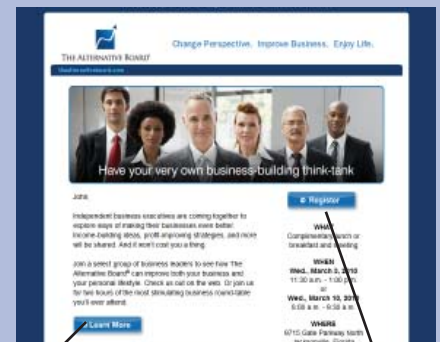 Change Perspective. Improve Business. Enjoy Life.
THE ALTERNATIVE BOARD®
thealternativeboard.com
Have your very own business-building think-tank
John,
Independent business executives are coming together to
explore ways of making their businesses even better.
Income-building ideas, profit-improving strategies, and more
will be shared. And it won't cost you a thing.
Join a select group of business leaders to see how The
Alternative Board® can improve both your business and
your personal lifestyle. Check us out on the web. Or join us
for two hours of the most stimulating business round-table
you'll ever attend.
Learn More
Register
WHAT
Complimentary lunch or
breakfast and meeting
WHEN
Wed., March 3, 2010
11:30 a.m. - 1:00 p.m.
or
Wed., March 10, 2010
8:00 a.m. - 9:30 a.m.
WHERE
9715 Gate Parkway North
Jacksonville, Florida